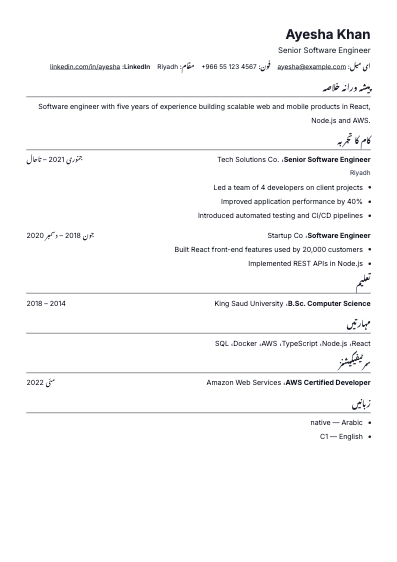 Ayesha Khan
Senior Software Engineer
ای میل: ayesha@example.com فون: +966 55 123 4567 مقام: Riyadh LinkedIn: linkedin.com/in/ayesha
پیشہ ورانہ خلاصہ
Software engineer with five years of experience building scalable web and mobile products in React,
Node.js and AWS.
کام کا تجربہ
Senior Software Engineer، Tech Solutions Co. جنوری 2021 – تاحال
Riyadh
• Led a team of 4 developers on client projects
• Improved application performance by 40%
• Introduced automated testing and CI/CD pipelines
Software Engineer، Startup Co جون 2018 – دسمبر 2020
• Built React front-end features used by 20,000 customers
• Implemented REST APIs in Node.js
تعلیم
B.Sc. Computer Science، King Saud University 2014 – 2018
مہارتیں
React، Node.js، TypeScript، AWS، Docker، SQL
سرٹیفیکیشنز
AWS Certified Developer، Amazon Web Services مئی 2022
زبانیں
• Arabic — native
• English — C1